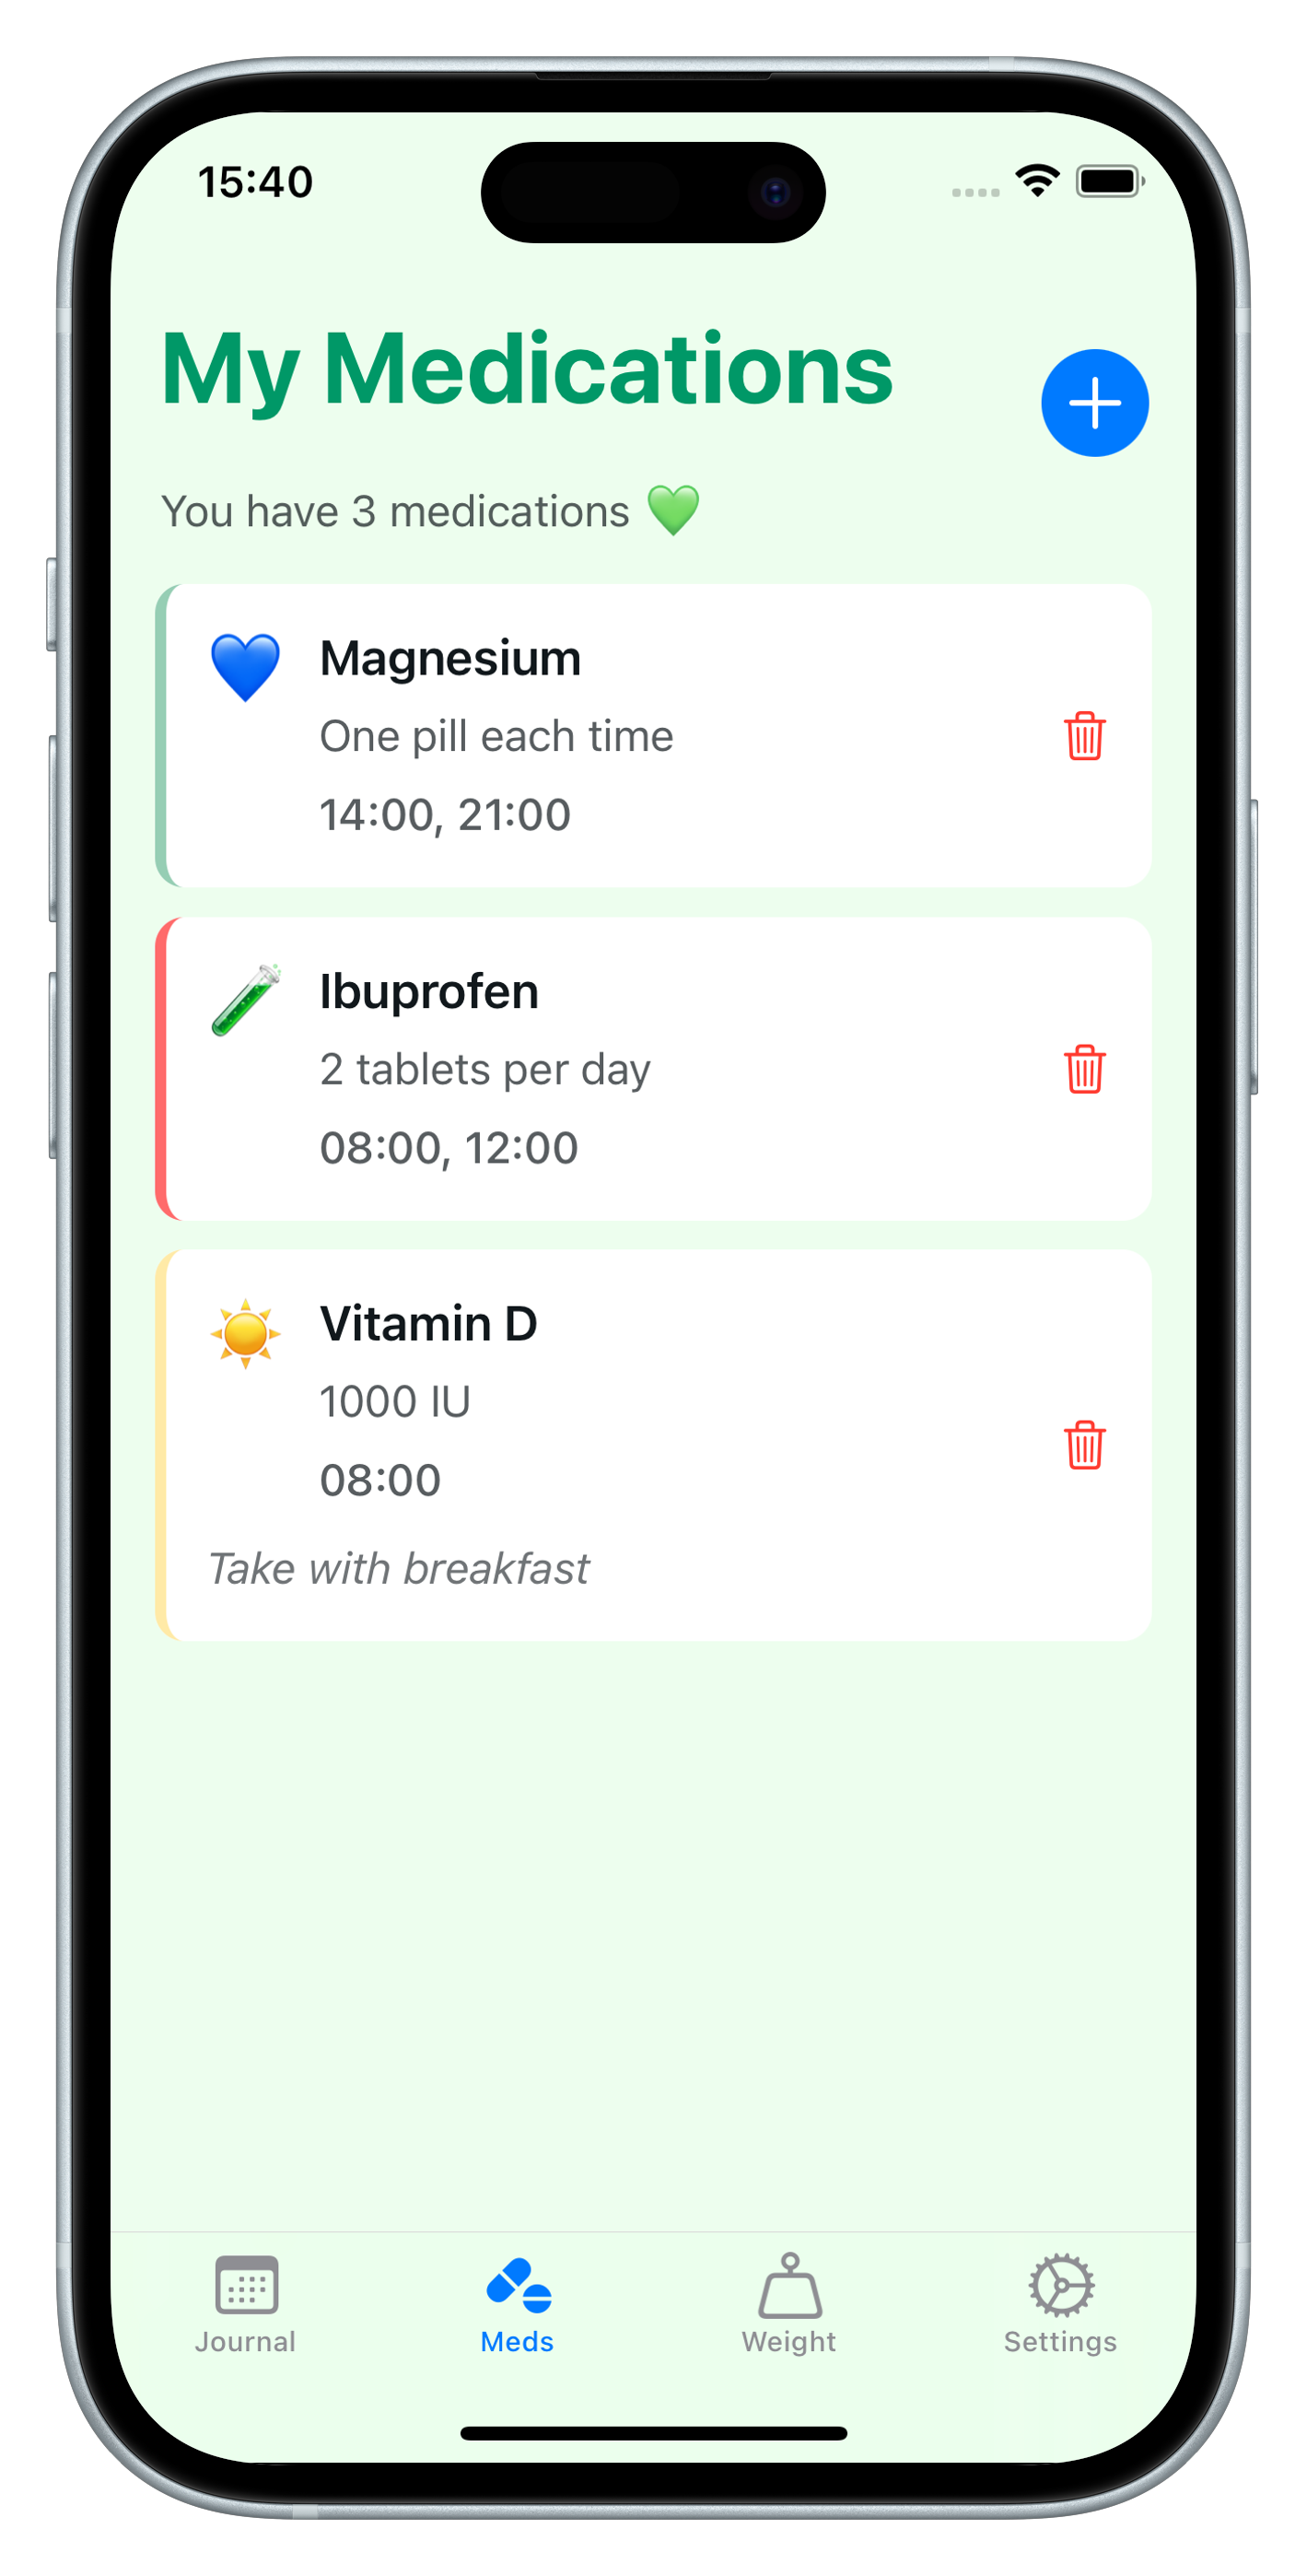 15:40
My Medications
You have 3 medications 💚
Magnesium
One pill each time
14:00, 21:00
Ibuprofen
2 tablets per day
08:00, 12:00
Vitamin D
1000 IU
08:00
Take with breakfast
Journal
Meds
Weight
Settings